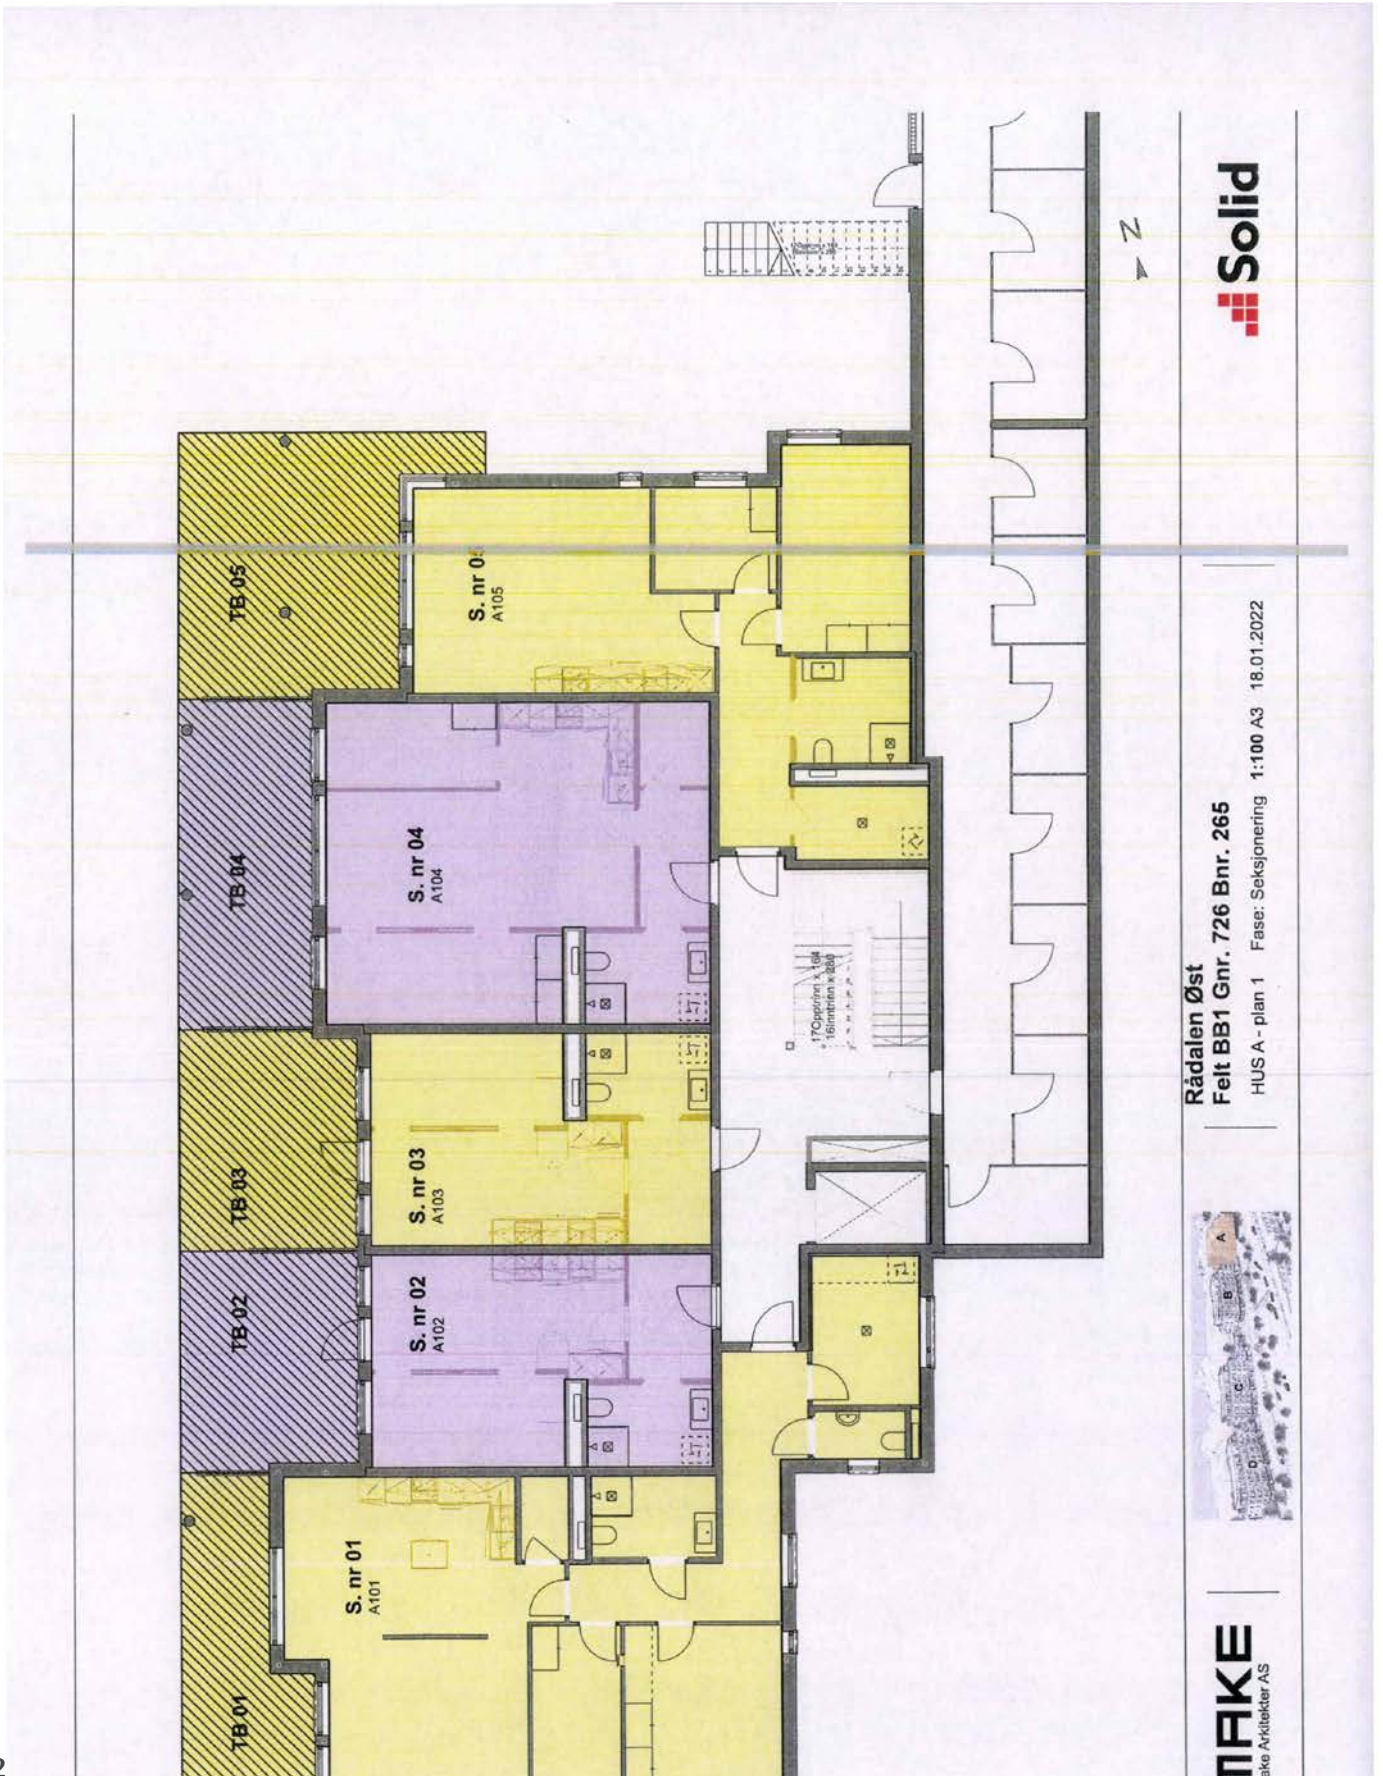 TB 05
S. nr 05
A105
TB 04
S. nr 04
A104
TB 03
S. nr 03
A103
TB 02
S. nr 02
A102
TB 01
S. nr 01
A101
17Opptrinn x 164
16Inntrinn x 280
N
Solid
Rådalen Øst
Felt BB1 Gnr. 726 Bnr. 265
HUS A - plan 1 Fase: Seksjonering 1:100 A3 18.01.2022
A
B
C
D
MAKE
ake Arkitekter AS
2